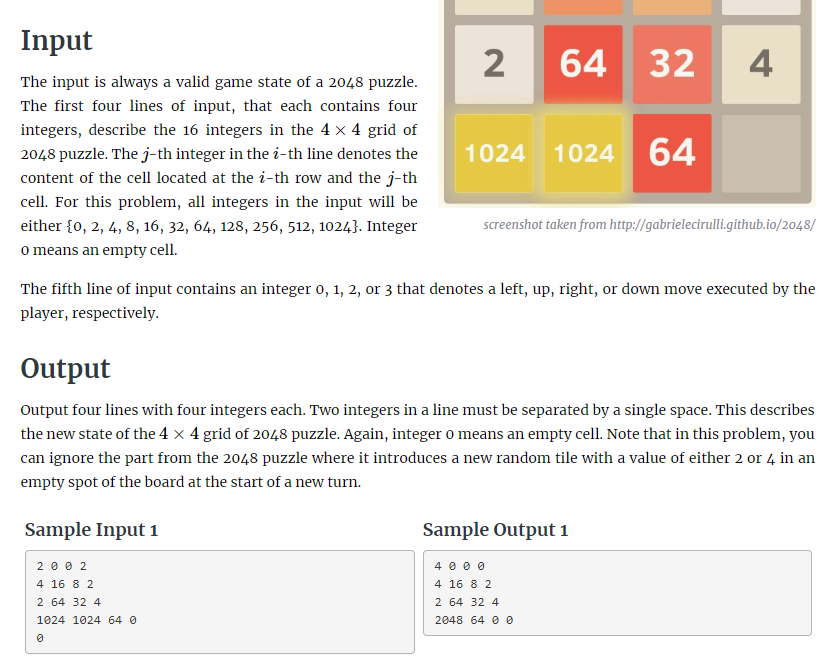 Input
The input is always a valid game state of a 2048 puzzle.
The first four lines of input, that each contains four
integers, describe the 16 integers in the 4 × 4 grid of
2048 puzzle. The j-th integer in the i-th line denotes the
content of the cell located at the i-th row and the j-th
cell. For this problem, all integers in the input will be
either {0, 2, 4, 8, 16, 32, 64, 128, 256, 512, 1024}. Integer
0 means an empty cell.
2 64 32 4
1024 1024 64
screenshot taken from http://gabrielecirulli.github.io/2048/
The fifth line of input contains an integer 0, 1, 2, or 3 that denotes a left, up, right, or down move executed by the
player, respectively.
Output
Output four lines with four integers each. Two integers in a line must be separated by a single space. This describes
the new state of the 4 × 4 grid of 2048 puzzle. Again, integer 0 means an empty cell. Note that in this problem, you
can ignore the part from the 2048 puzzle where it introduces a new random tile with a value of either 2 or 4 in an
empty spot of the board at the start of a new turn.
Sample Input 1
2 0 0 2
4 16 8 2
2 64 32 4
1024 1024 64 0
0
Sample Output 1
4 0 0 0
4 16 8 2
2 64 32 4
2048 64 0 0